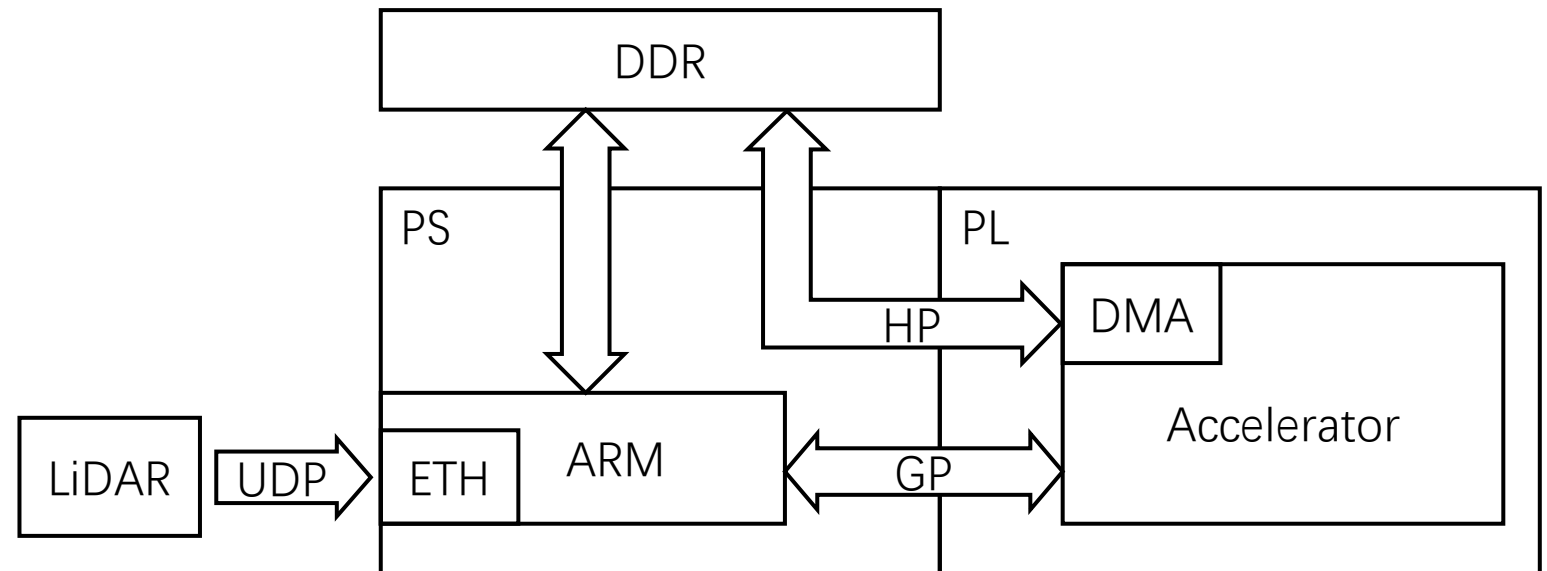 DDR
PS
PL
HP
DMA
Accelerator
LiDAR
UDP
ETH
ARM
GP